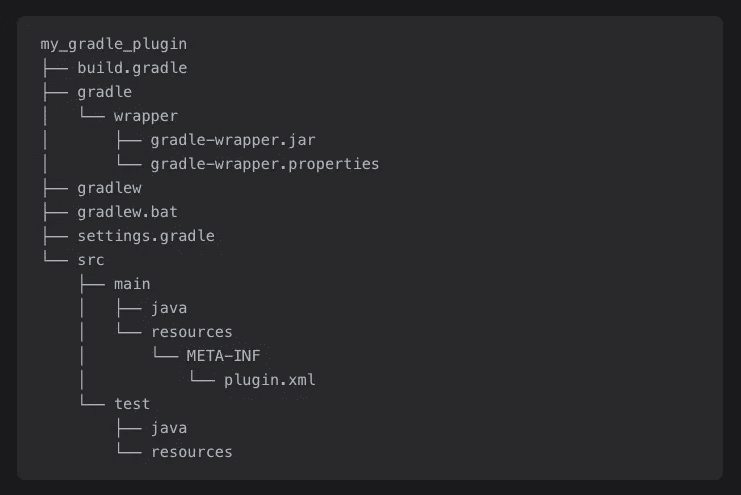 my_gradle_plugin
├── build.gradle
├── gradle
│   └── wrapper
│       ├── gradle-wrapper.jar
│       └── gradle-wrapper.properties
├── gradlew
├── gradlew.bat
├── settings.gradle
└── src
    ├── main
    │   ├── java
    │   └── resources
    │       └── META-INF
    │           └── plugin.xml
    └── test
        ├── java
        └── resources